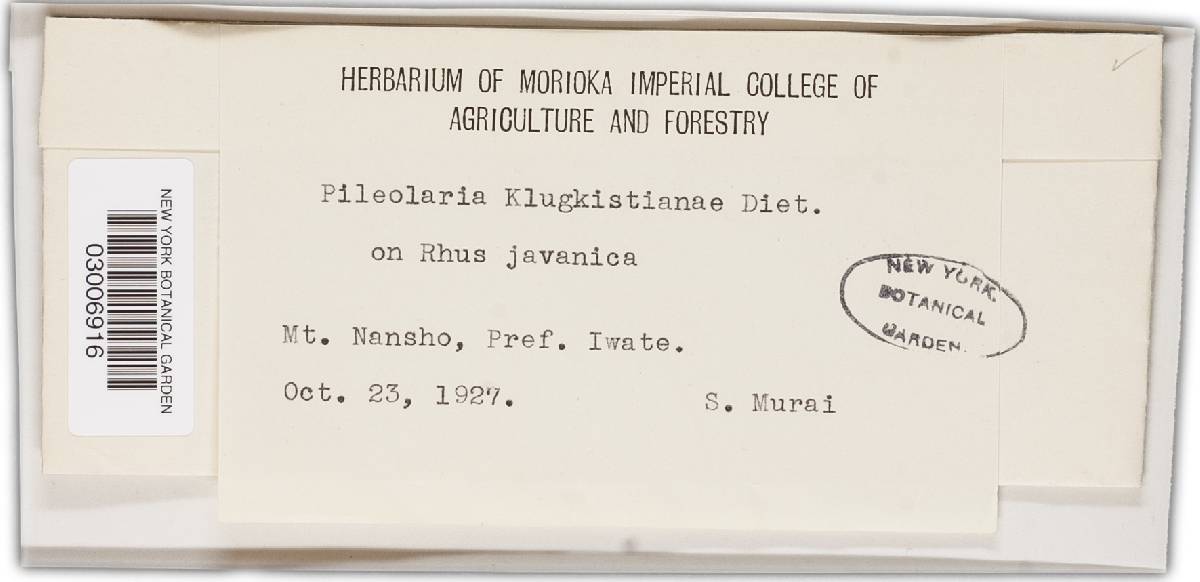 HERBARIUM OF MORIOKA IMPERIAL COLLEGE OF
AGRICULTURE AND FORESTRY
Pileolaria Klugkistianae Diet.
on Rhus javanica
Mt. Nansho, Pref. Iwate.
Oct. 23, 1927.
S. Murai
NEW YORK
BOTANICAL
GARDEN.
NEW YORK BOTANICAL GARDEN
03006916